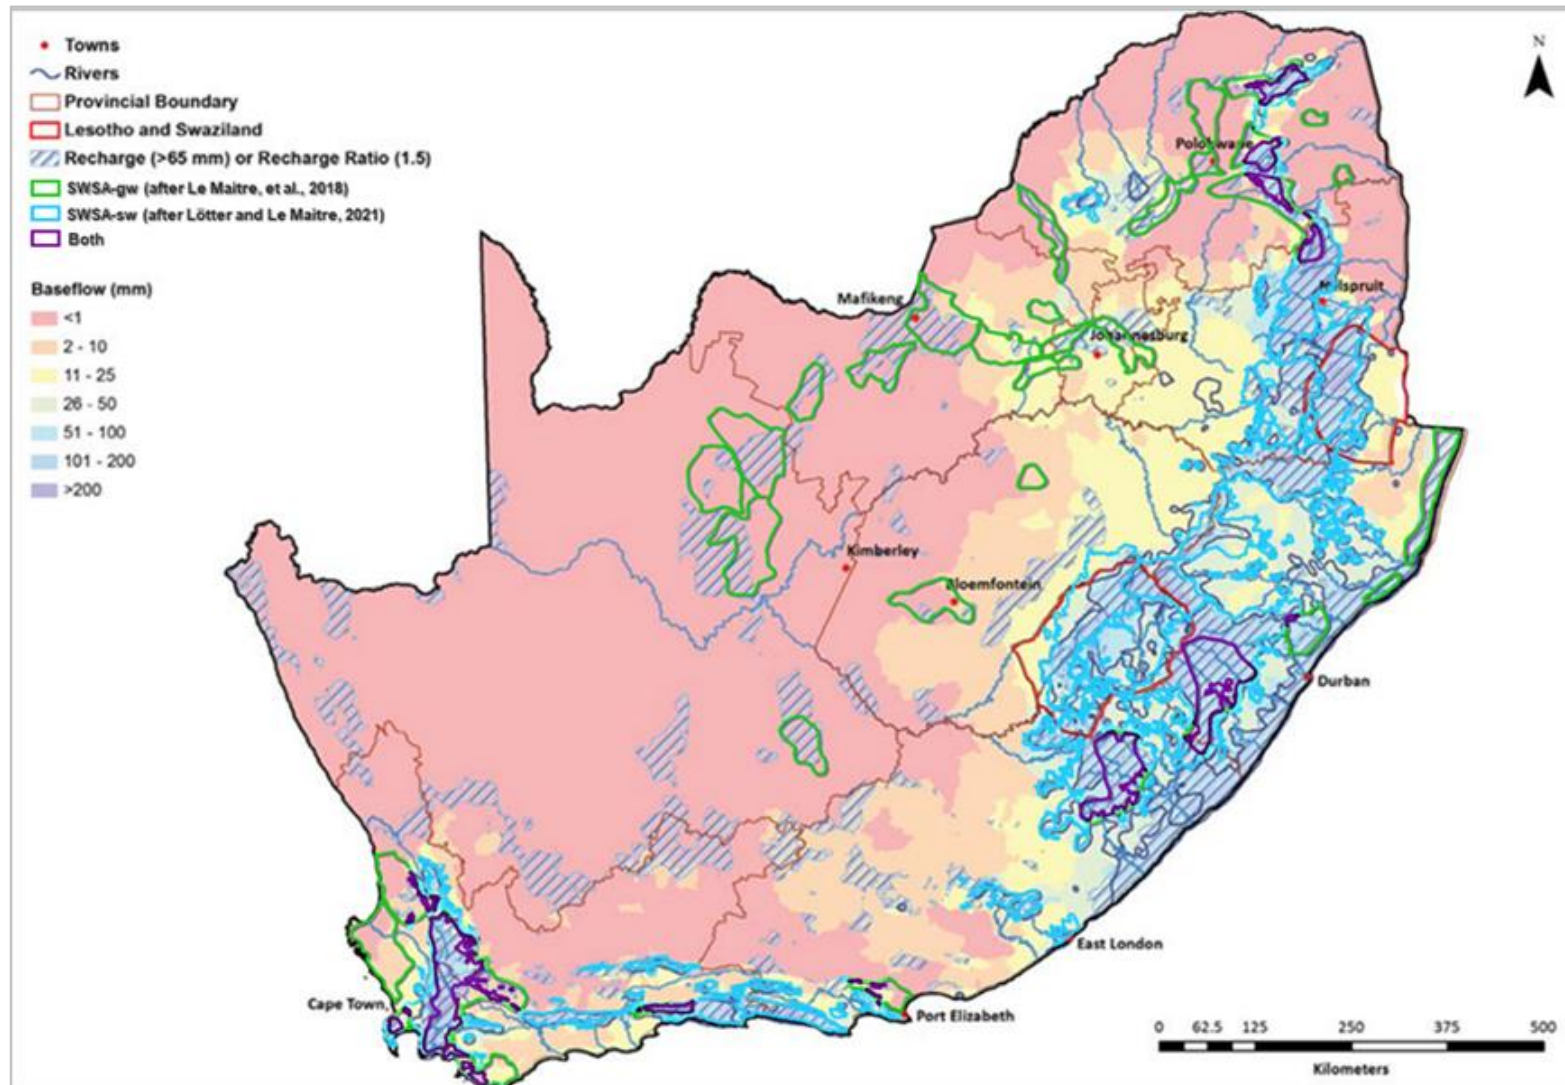 Towns
Rivers
Provincial Boundary
Lesotho and Swaziland
Recharge (>65 mm) or Recharge Ratio (1.5)
SWSA-gw (after Le Maitre, et al., 2018)
SWSA-sw (after Lötter and Le Maitre, 2021)
Both
Baseflow (mm)
<1
2 - 10
11 - 25
26 - 50
51 - 100
101 - 200
>200
N
Polokwane
Nelspruit
Mafikeng
Johannesburg
Kimberley
Bloemfontein
Durban
East London
Cape Town
Port Elizabeth
0 62.5 125 250 375 500
Kilometers